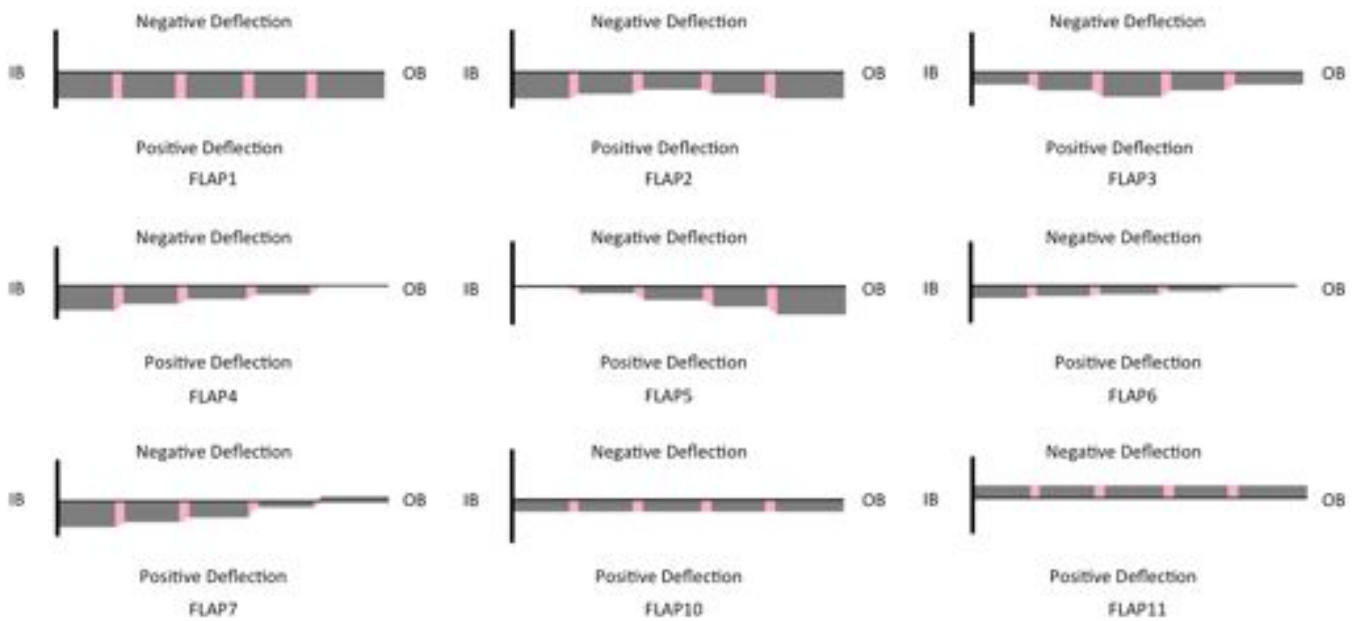 Negative Deflection Negative Deflection Negative Deflection
IB OB IB OB IB OB
Positive Deflection Positive Deflection Positive Deflection
FLAP1 FLAP2 FLAP3
Negative Deflection Negative Deflection Negative Deflection
IB OB IB OB IB OB
Positive Deflection Positive Deflection Positive Deflection
FLAP4 FLAP5 FLAP6
Negative Deflection Negative Deflection Negative Deflection
IB OB IB OB IB OB
Positive Deflection Positive Deflection Positive Deflection
FLAP7 FLAP10 FLAP11